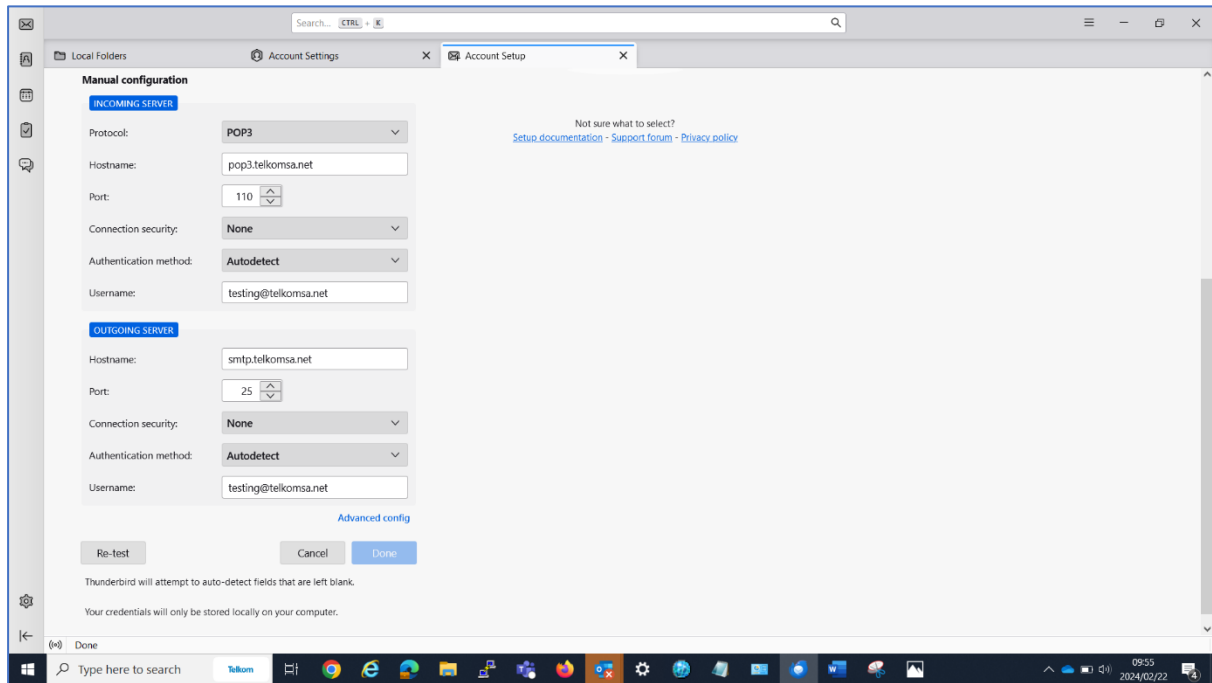 Search... CTRL + K
Local Folders
Account Settings
Account Setup
Manual configuration
INCOMING SERVER
Protocol: POP3
Hostname: pop3.telkomsa.net
Port: 110
Connection security: None
Authentication method: Autodetect
Username: testing@telkomsa.net
OUTGOING SERVER
Hostname: smtp.telkomsa.net
Port: 25
Connection security: None
Authentication method: Autodetect
Username: testing@telkomsa.net
Advanced config
Re-test Cancel Done
Thunderbird will attempt to auto-detect fields that are left blank.
Your credentials will only be stored locally on your computer.
Not sure what to select?
Setup documentation - Support forum - Privacy policy
Done
Type here to search
Telkom
09:55
2024/02/22